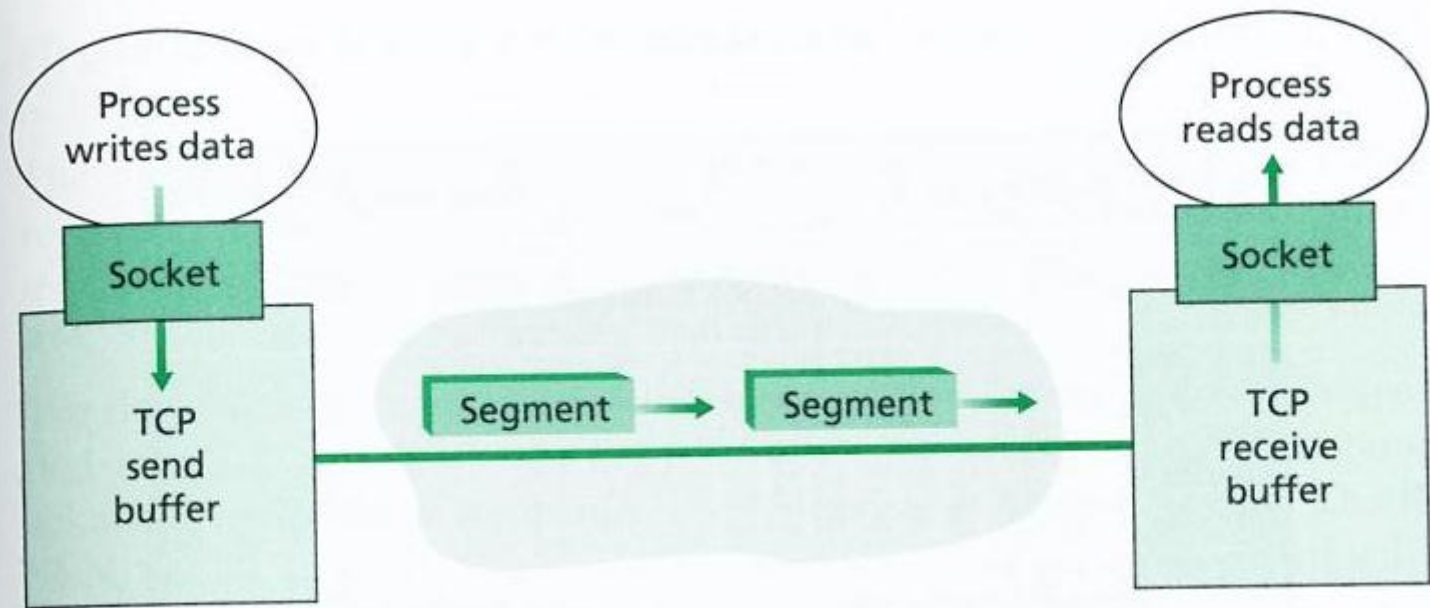 Process
writes data
Socket
TCP
send
buffer
Segment
Segment
Process
reads data
Socket
TCP
receive
buffer